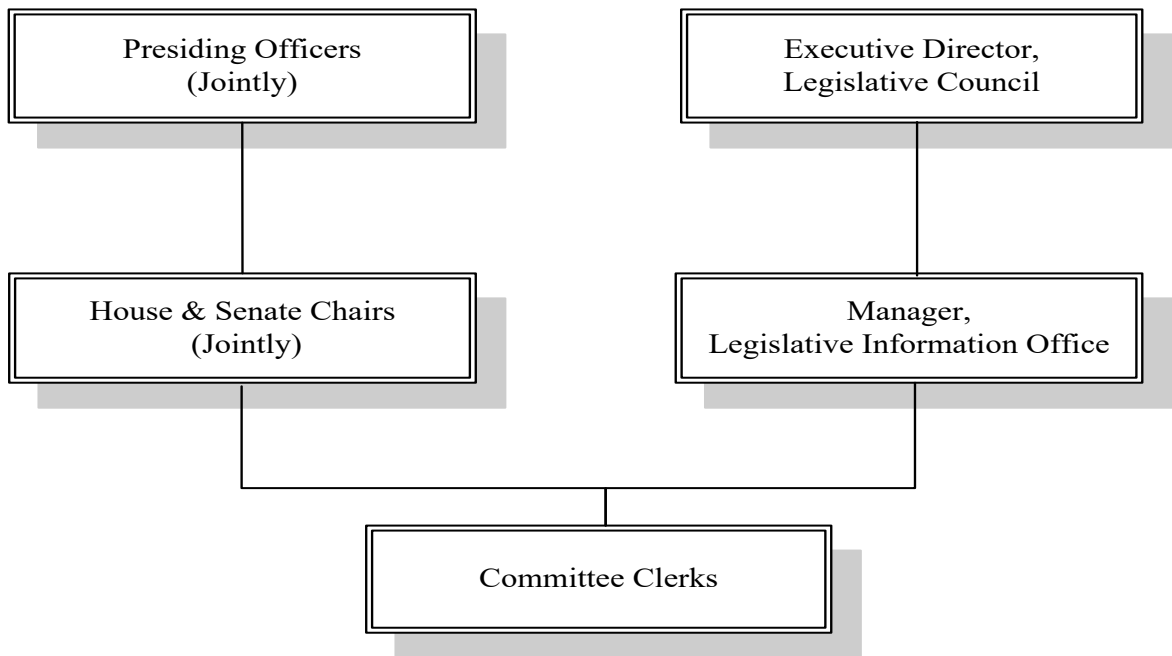 Presiding Officers
(Jointly)
Executive Director,
Legislative Council
House & Senate Chairs
(Jointly)
Manager,
Legislative Information Office
Committee Clerks